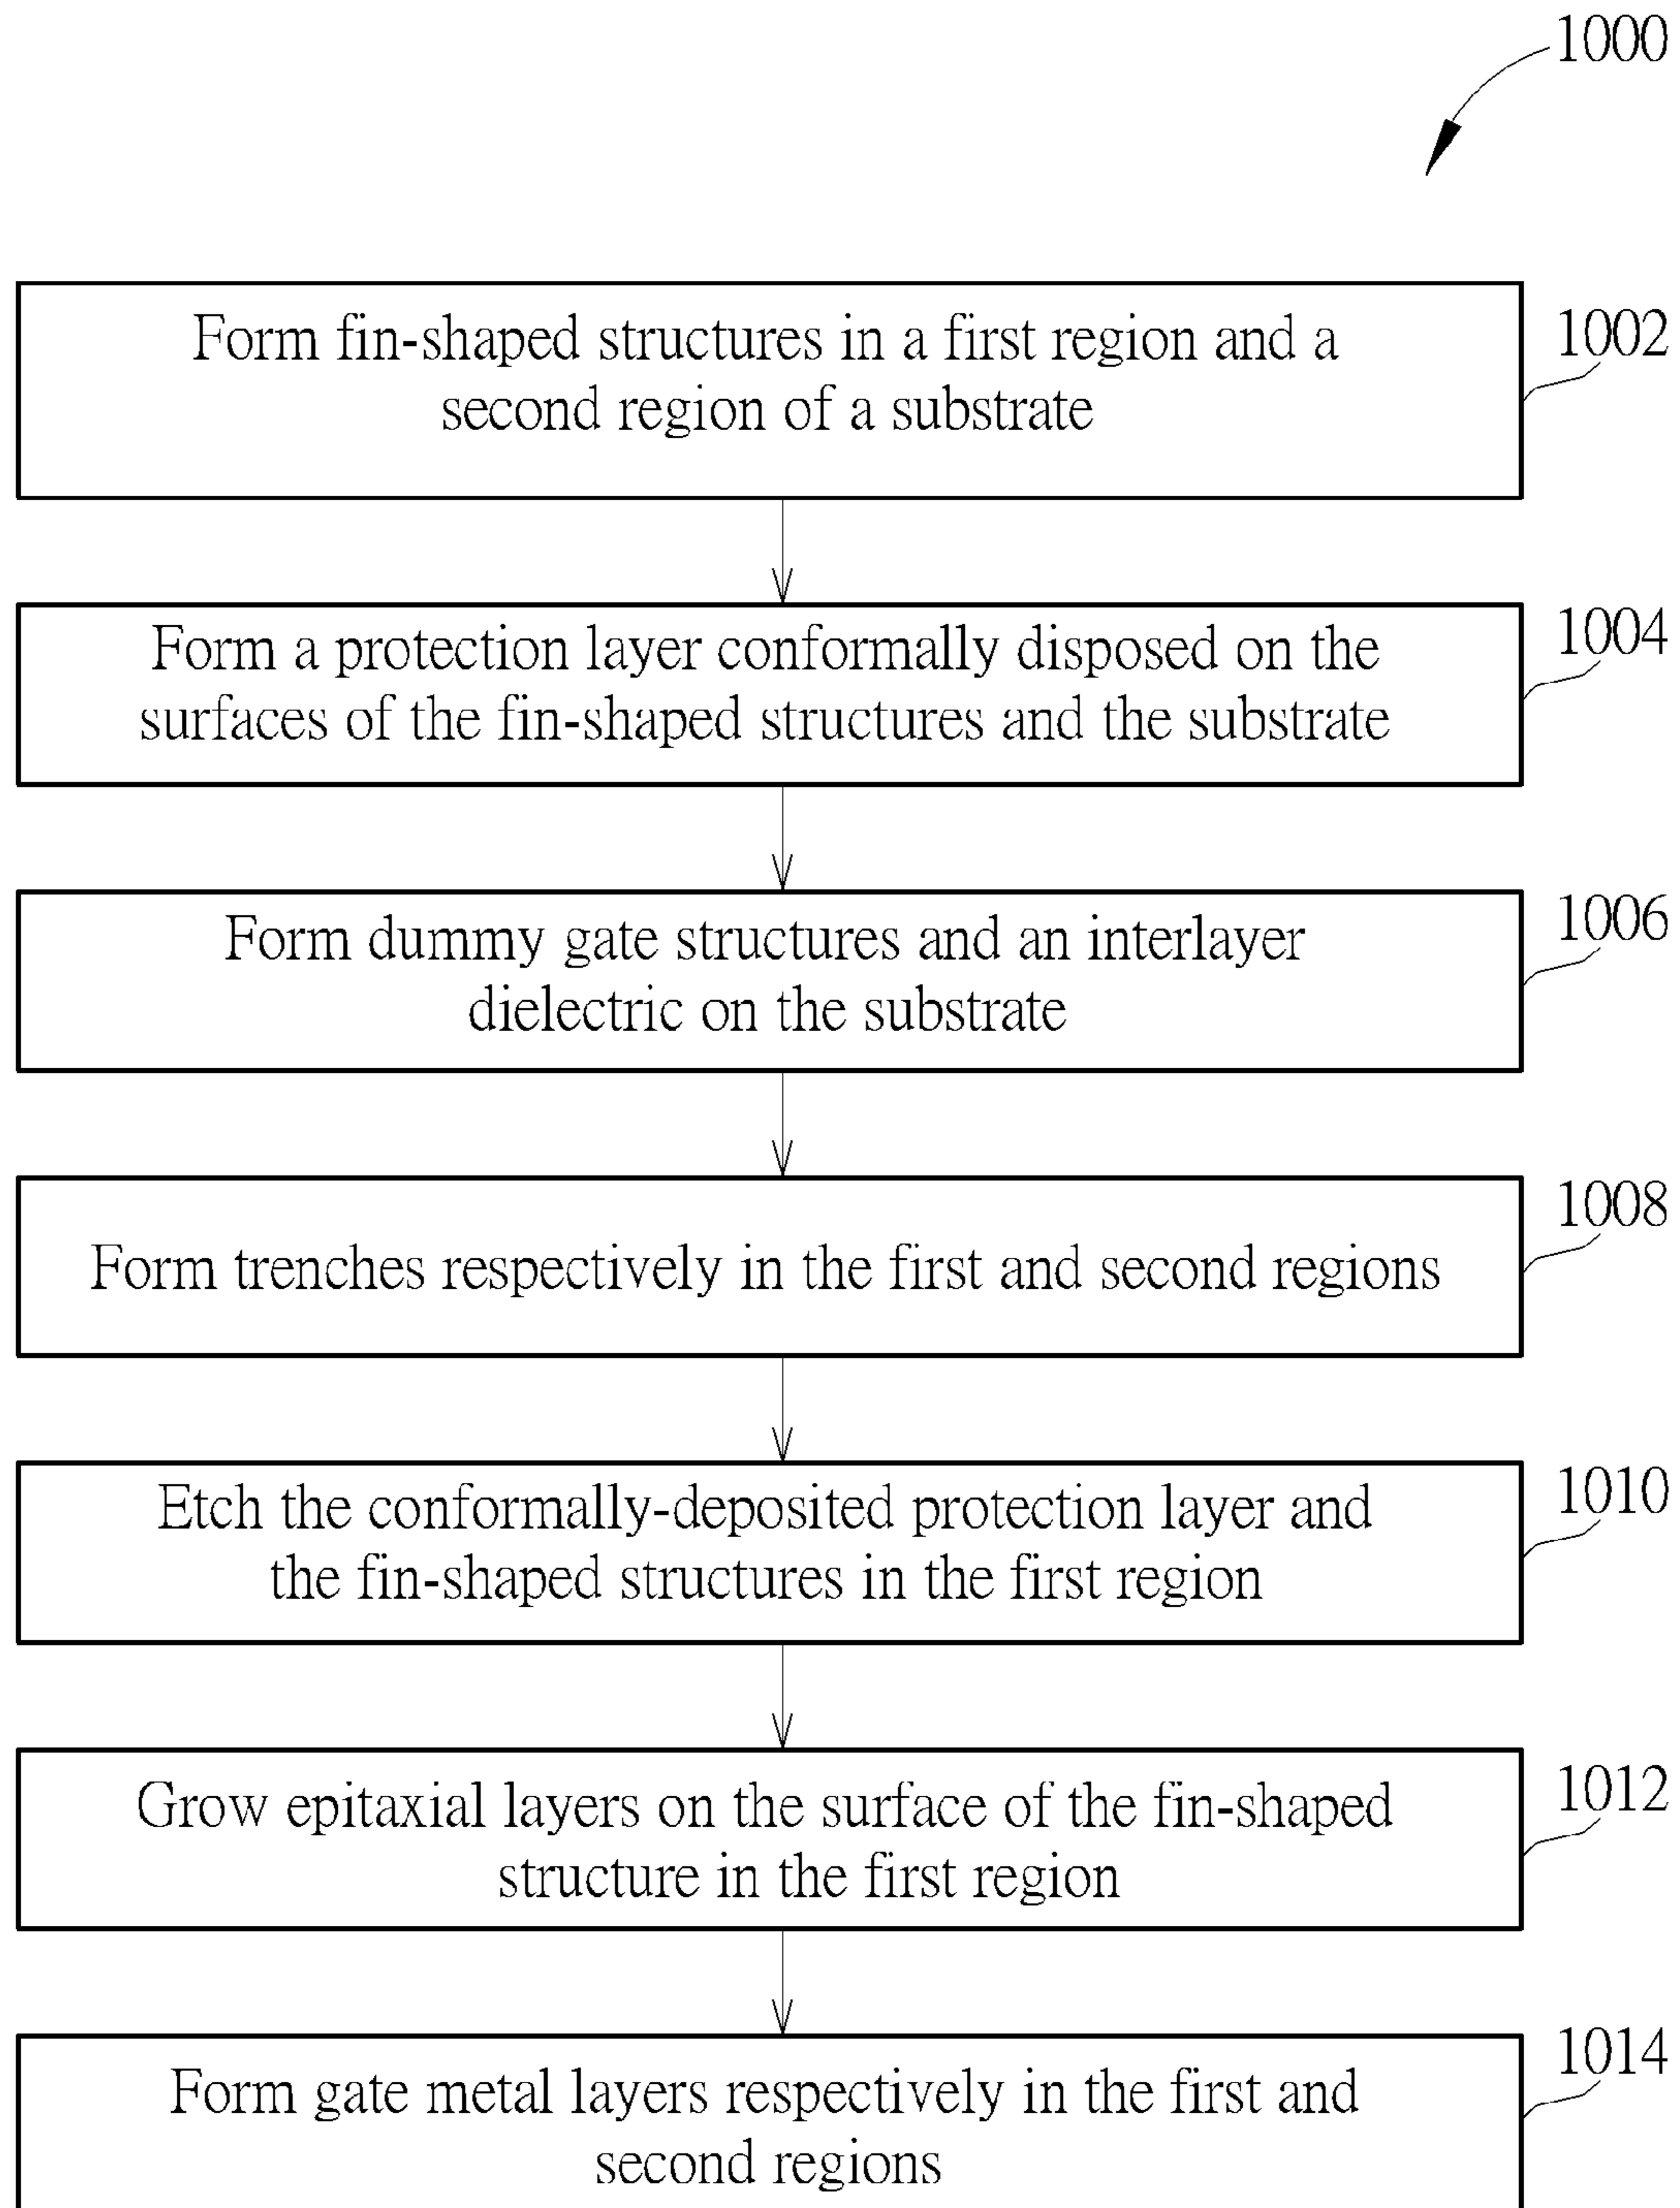 1000
Form fin-shaped structures in a first region and a
second region of a substrate
1002
Form a protection layer conformally disposed on the
surfaces of the fin-shaped structures and the substrate
1004
Form dummy gate structures and an interlayer
dielectric on the substrate
1006
Form trenches respectively in the first and second regions
1008
Etch the conformally-deposited protection layer and
the fin-shaped structures in the first region
1010
Grow epitaxial layers on the surface of the fin-shaped
structure in the first region
1012
Form gate metal layers respectively in the first and
second regions
1014